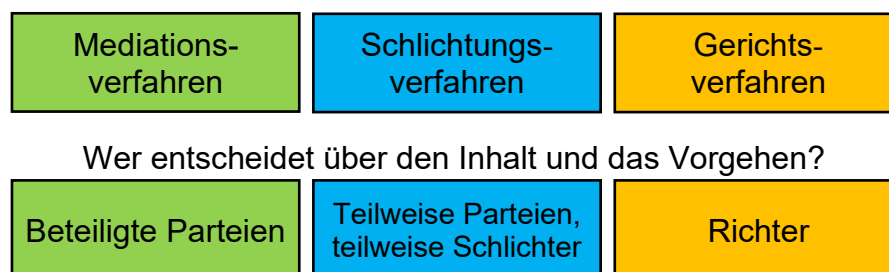 Mediations-
verfahren
Schlichtungs-
verfahren
Gerichts-
verfahren
Wer entscheidet über den Inhalt und das Vorgehen?
Beteiligte Parteien
Teilweise Parteien,
teilweise Schlichter
Richter